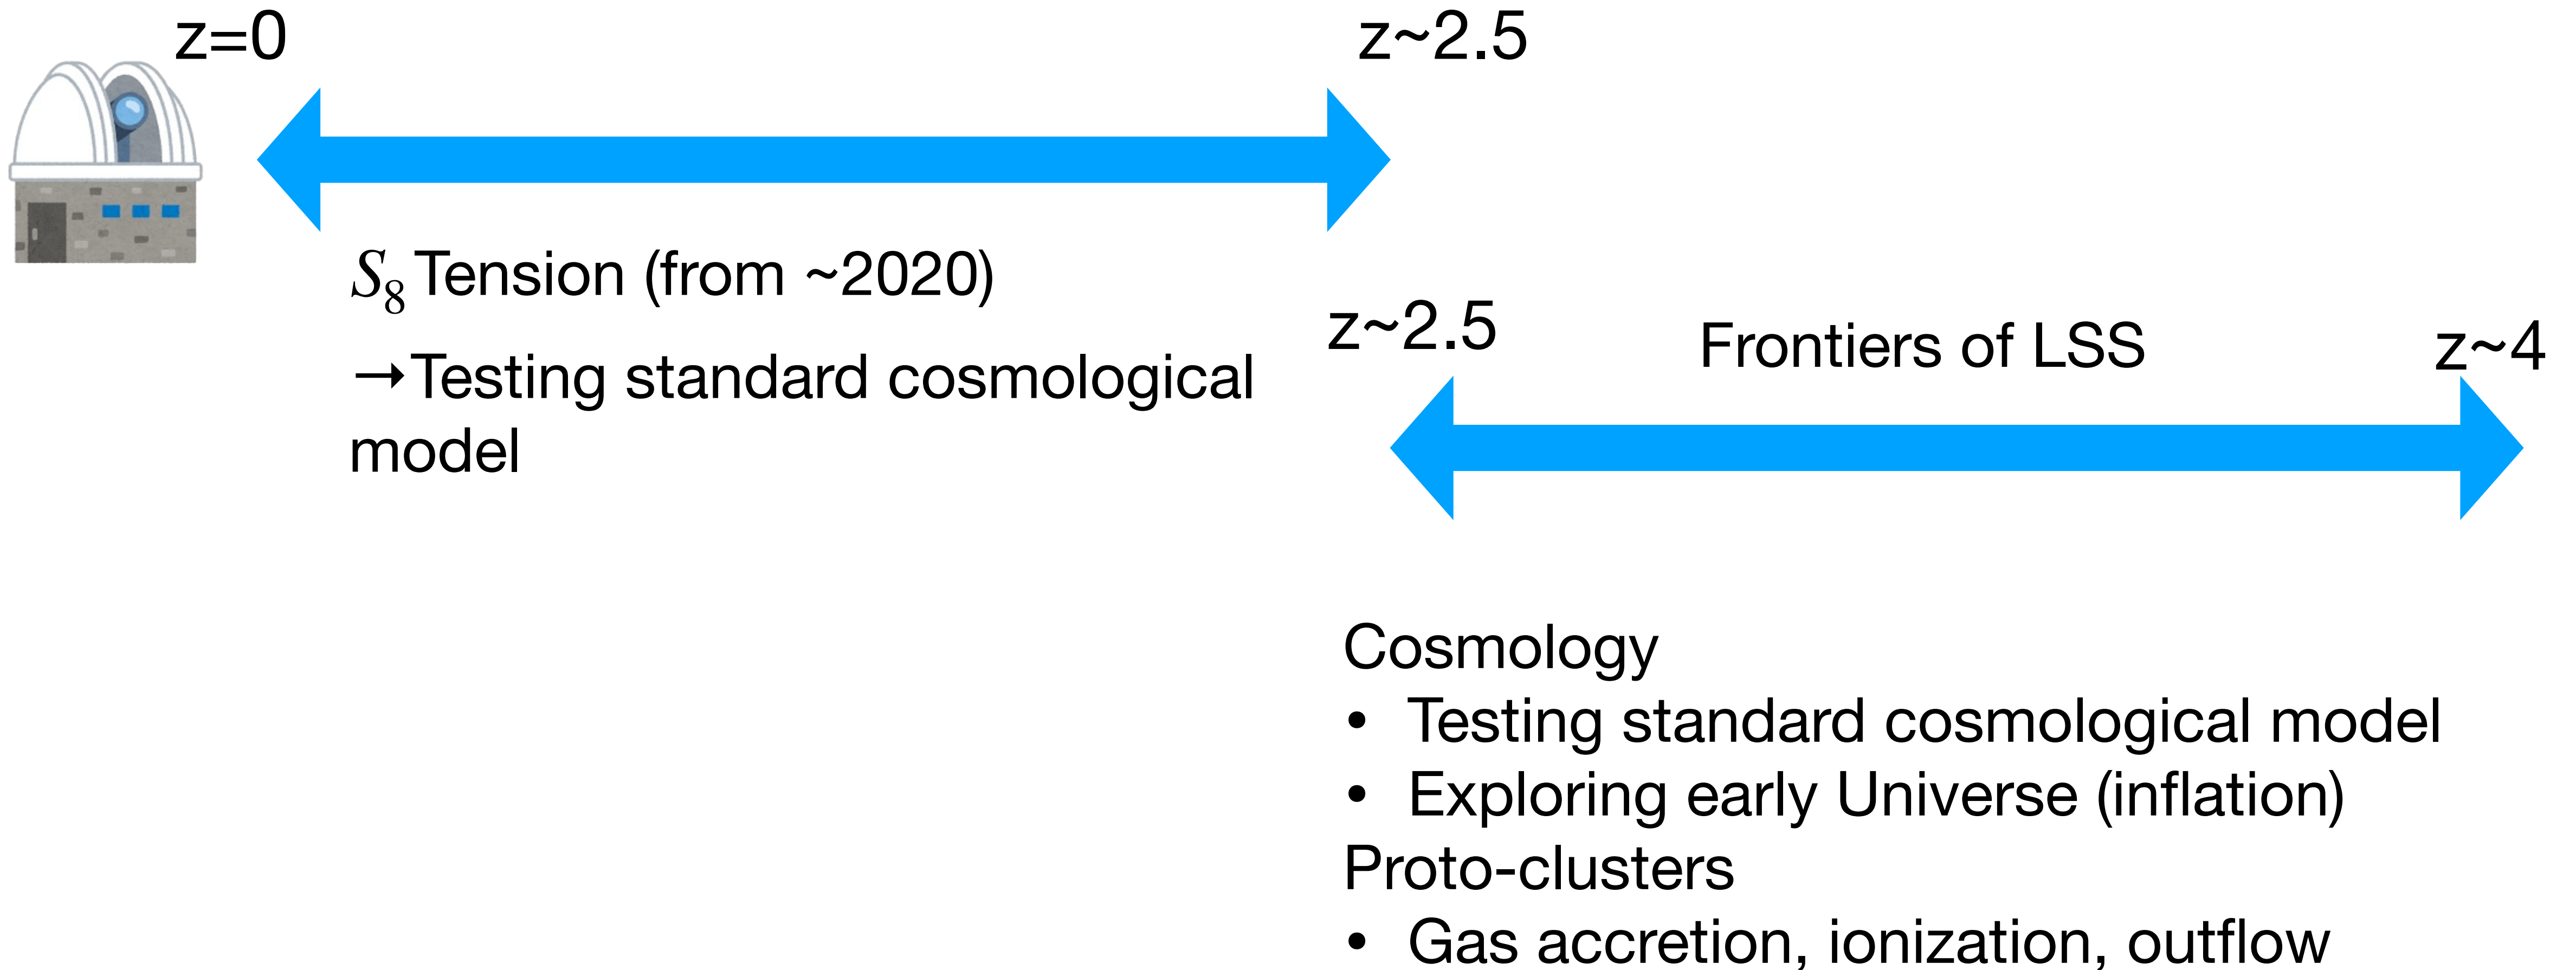 z=0
z~2.5
S₈ Tension (from ~2020)
→Testing standard cosmological
model
z~2.5
Frontiers of LSS
z~4
Cosmology
• Testing standard cosmological model
• Exploring early Universe (inflation)
Proto-clusters
• Gas accretion, ionization, outflow